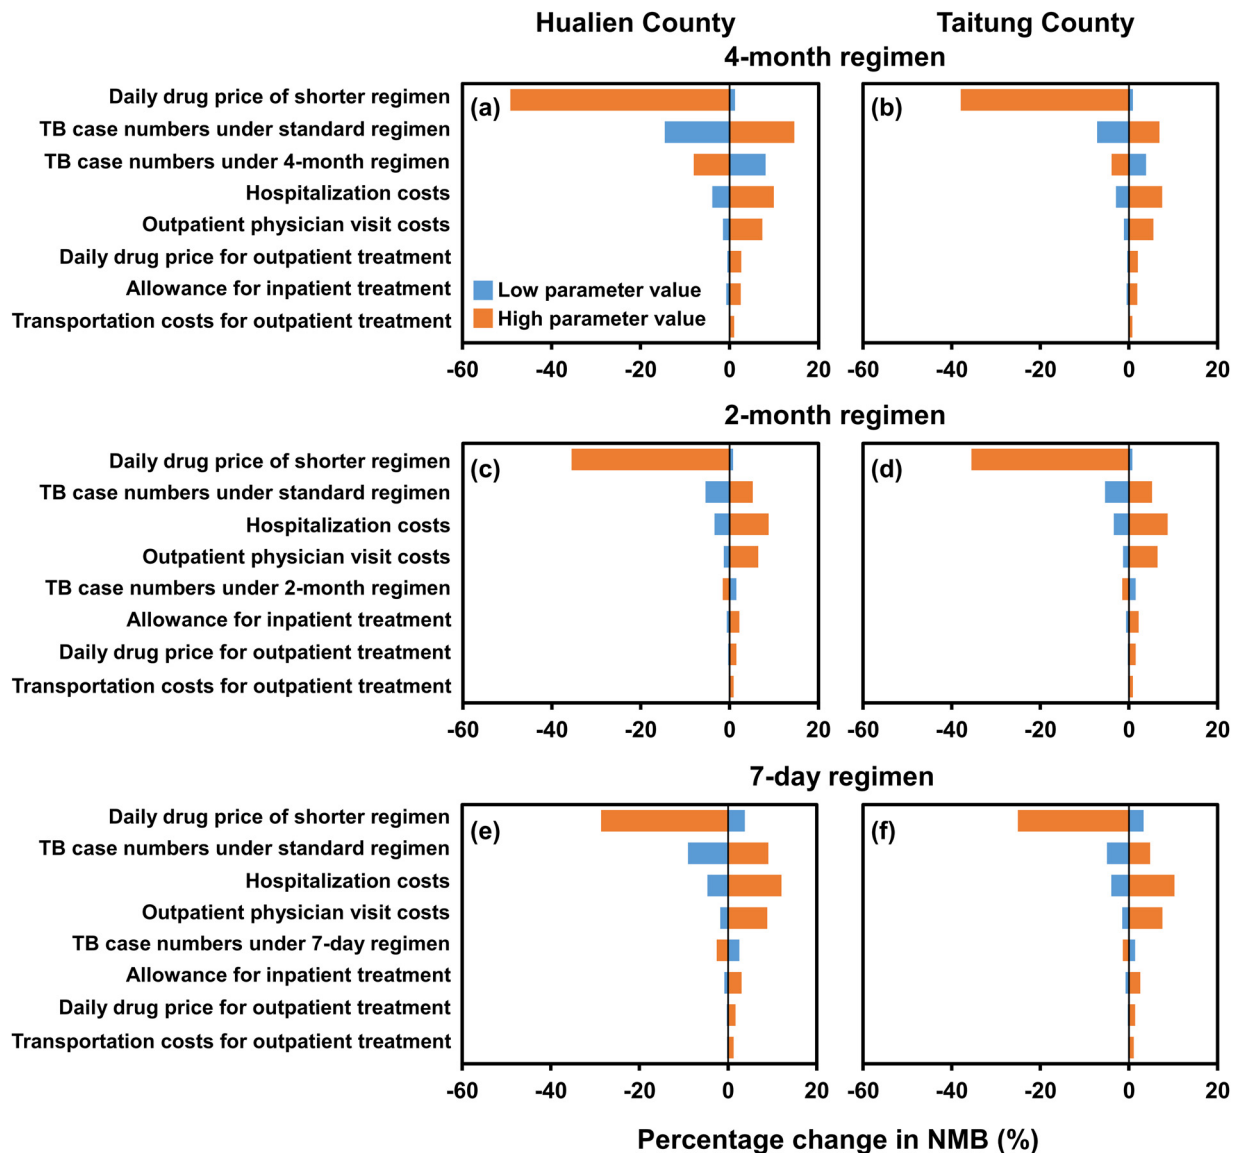 Hualien County
Taitung County
4-month regimen
Daily drug price of shorter regimen
TB case numbers under standard regimen
TB case numbers under 4-month regimen
Hospitalization costs
Outpatient physician visit costs
Daily drug price for outpatient treatment
Allowance for inpatient treatment
Transportation costs for outpatient treatment
(a)
Low parameter value
High parameter value
-60 -40 -20 0 20
(b)
-60 -40 -20 0 20
2-month regimen
Daily drug price of shorter regimen
TB case numbers under standard regimen
Hospitalization costs
Outpatient physician visit costs
TB case numbers under 2-month regimen
Allowance for inpatient treatment
Daily drug price for outpatient treatment
Transportation costs for outpatient treatment
(c)
-60 -40 -20 0 20
(d)
-60 -40 -20 0 20
7-day regimen
Daily drug price of shorter regimen
TB case numbers under standard regimen
Hospitalization costs
Outpatient physician visit costs
TB case numbers under 7-day regimen
Allowance for inpatient treatment
Daily drug price for outpatient treatment
Transportation costs for outpatient treatment
(e)
-60 -40 -20 0 20
(f)
-60 -40 -20 0 20
Percentage change in NMB (%)